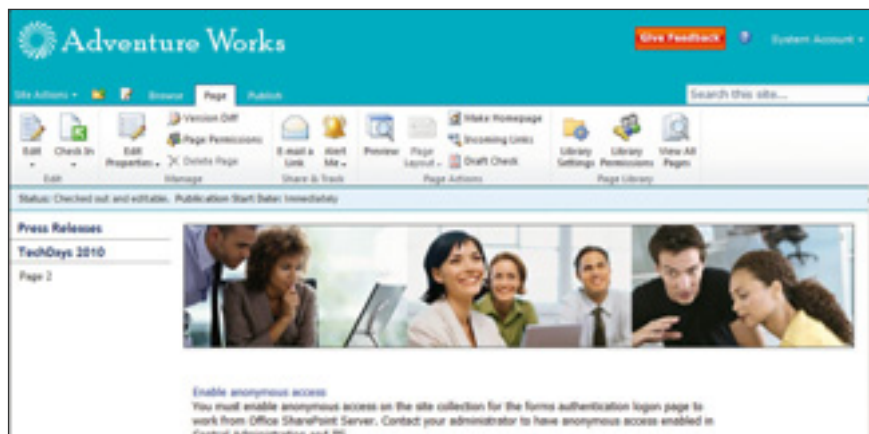 Adventure Works
Give Feedback
System Account
Site Actions Browse Page Publish
Search this site...
Version Diff
Make Homepage
Page Permissions
Incoming Links
Edit Check In Edit Properties E-mail a Link Alert Me Preview Page Layout Library Settings Library Permissions View All Pages
Delete Page
Draft Check
Edit Manage Share & Track Page Actions Page Library
Status: Checked out and editable. Publication Start Date: Immediately
Press Releases
TechDays 2010
Page 2
Enable anonymous access
You must enable anonymous access on the site collection for the forms authentication logon page to
work from Office SharePoint Server. Contact your administrator to have anonymous access enabled in
Central Administration and